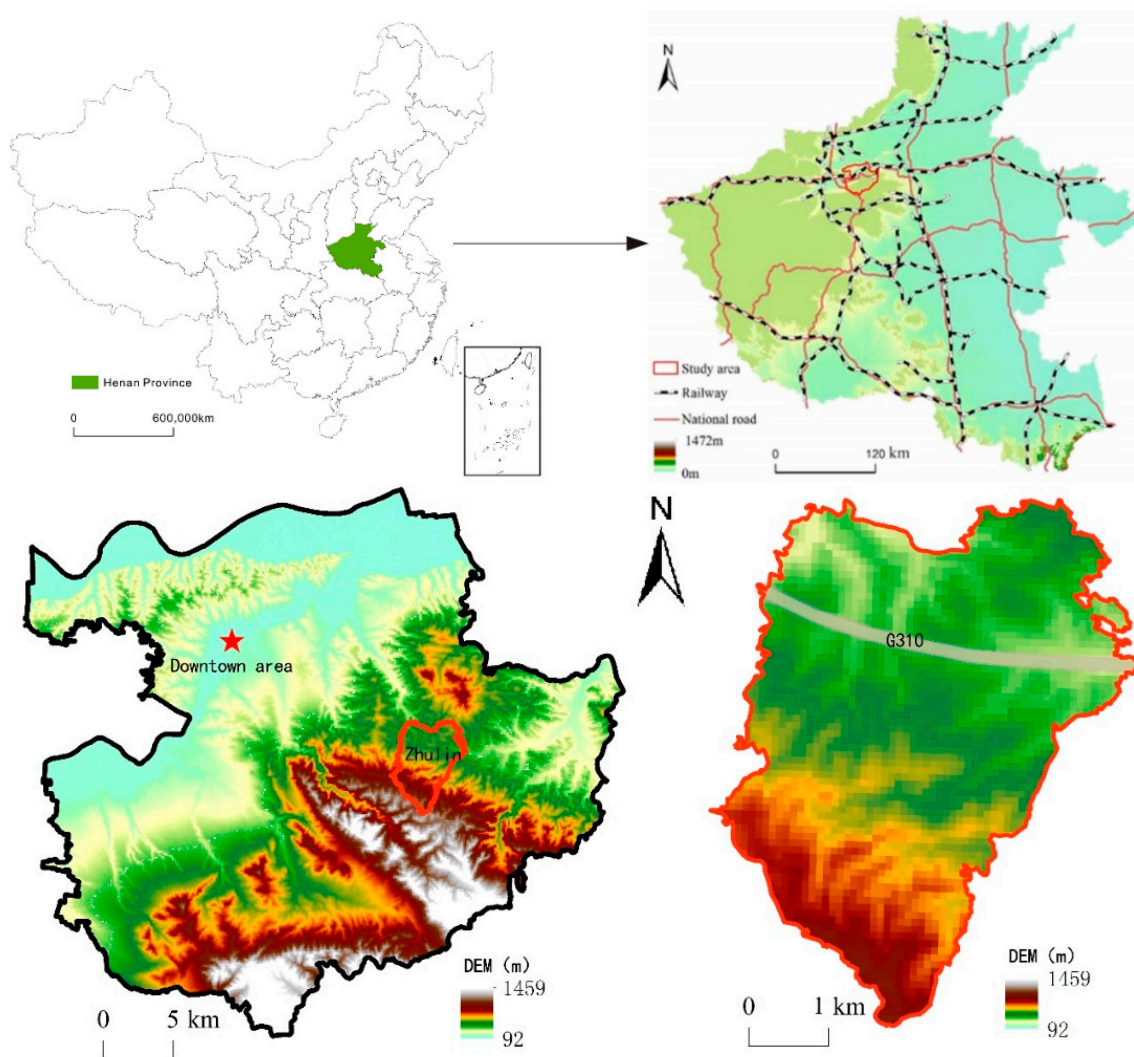 Henan Province
0 600,000km
N
Study area
Railway
National road
1472m
0m
0 120 km
Downtown area
Zhulin
DEM (m)
1459
92
0 5 km
N
G310
0 1 km
DEM (m)
1459
92